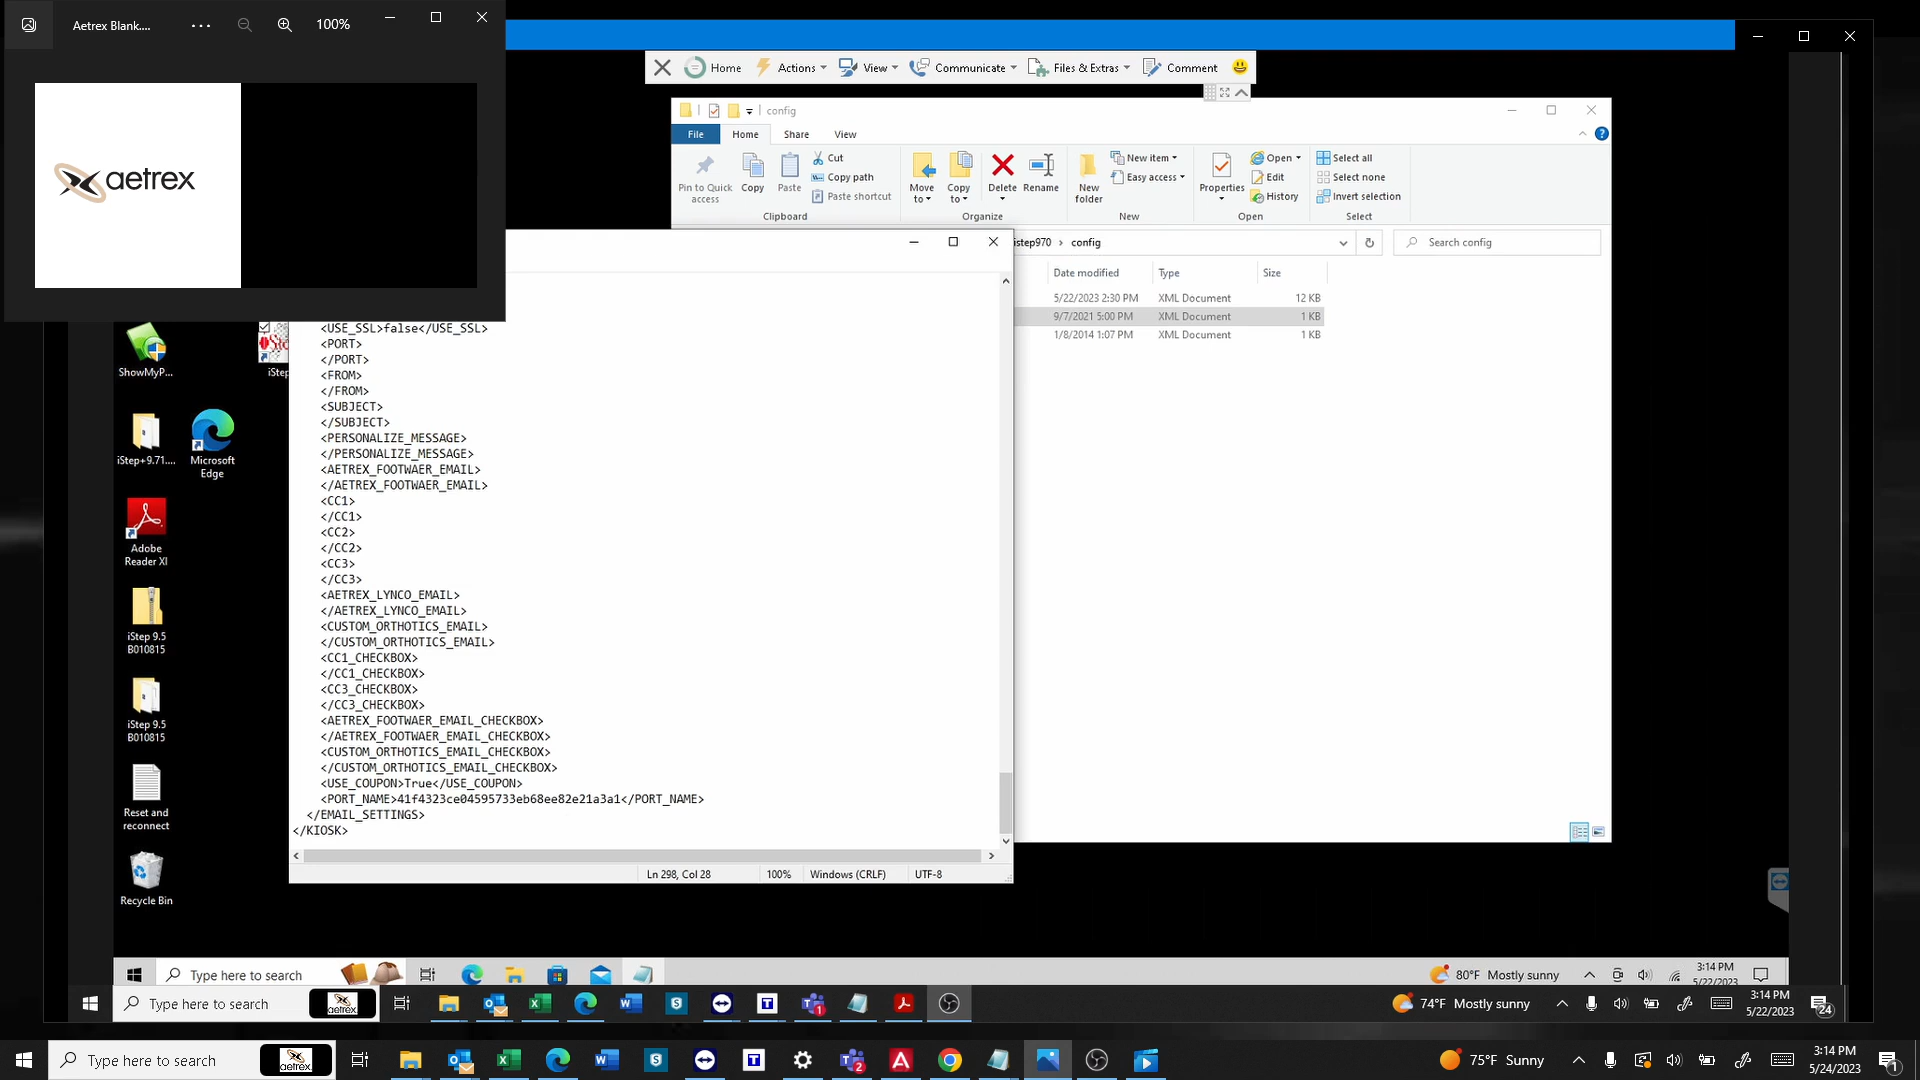 Aetrex Blank....
100%
aetrex
Home
Actions
View
Communicate
Files & Extras
Comment
config
File
Home
Share
View
Pin to Quick access
Copy
Paste
Cut
Copy path
Paste shortcut
Clipboard
Move to
Copy to
Delete
Rename
Organize
New folder
New item
Easy access
New
Properties
Open
Edit
History
Open
Select all
Select none
Invert selection
Select
istep970 › config
Search config
Date modified
Type
Size
5/22/2023 2:30 PM XML Document 12 KB
9/7/2021 5:00 PM XML Document 1 KB
1/8/2014 1:07 PM XML Document 1 KB
<USE_SSL>false</USE_SSL>
<PORT>
</PORT>
<FROM>
</FROM>
<SUBJECT>
</SUBJECT>
<PERSONALIZE_MESSAGE>
</PERSONALIZE_MESSAGE>
<AETREX_FOOTWAER_EMAIL>
</AETREX_FOOTWAER_EMAIL>
<CC1>
</CC1>
<CC2>
</CC2>
<CC3>
</CC3>
<AETREX_LYNCO_EMAIL>
</AETREX_LYNCO_EMAIL>
<CUSTOM_ORTHOTICS_EMAIL>
</CUSTOM_ORTHOTICS_EMAIL>
<CC1_CHECKBOX>
</CC1_CHECKBOX>
<CC3_CHECKBOX>
</CC3_CHECKBOX>
<AETREX_FOOTWAER_EMAIL_CHECKBOX>
</AETREX_FOOTWAER_EMAIL_CHECKBOX>
<CUSTOM_ORTHOTICS_EMAIL_CHECKBOX>
</CUSTOM_ORTHOTICS_EMAIL_CHECKBOX>
<USE_COUPON>True</USE_COUPON>
<PORT_NAME>41f4323ce04595733eb68ee82e21a3a1</PORT_NAME>
</EMAIL_SETTINGS>
</KIOSK>
Ln 298, Col 28
100%
Windows (CRLF)
UTF-8
ShowMyP...
iStep
iStep+9.71....
Microsoft Edge
Adobe Reader XI
iStep 9.5 B010815
iStep 9.5 B010815
Reset and reconnect
Recycle Bin
Type here to search
80°F Mostly sunny
3:14 PM
5/22/2023
Type here to search
aetrex
74°F Mostly sunny
3:14 PM
5/22/2023
24
Type here to search
aetrex
75°F Sunny
3:14 PM
5/24/2023